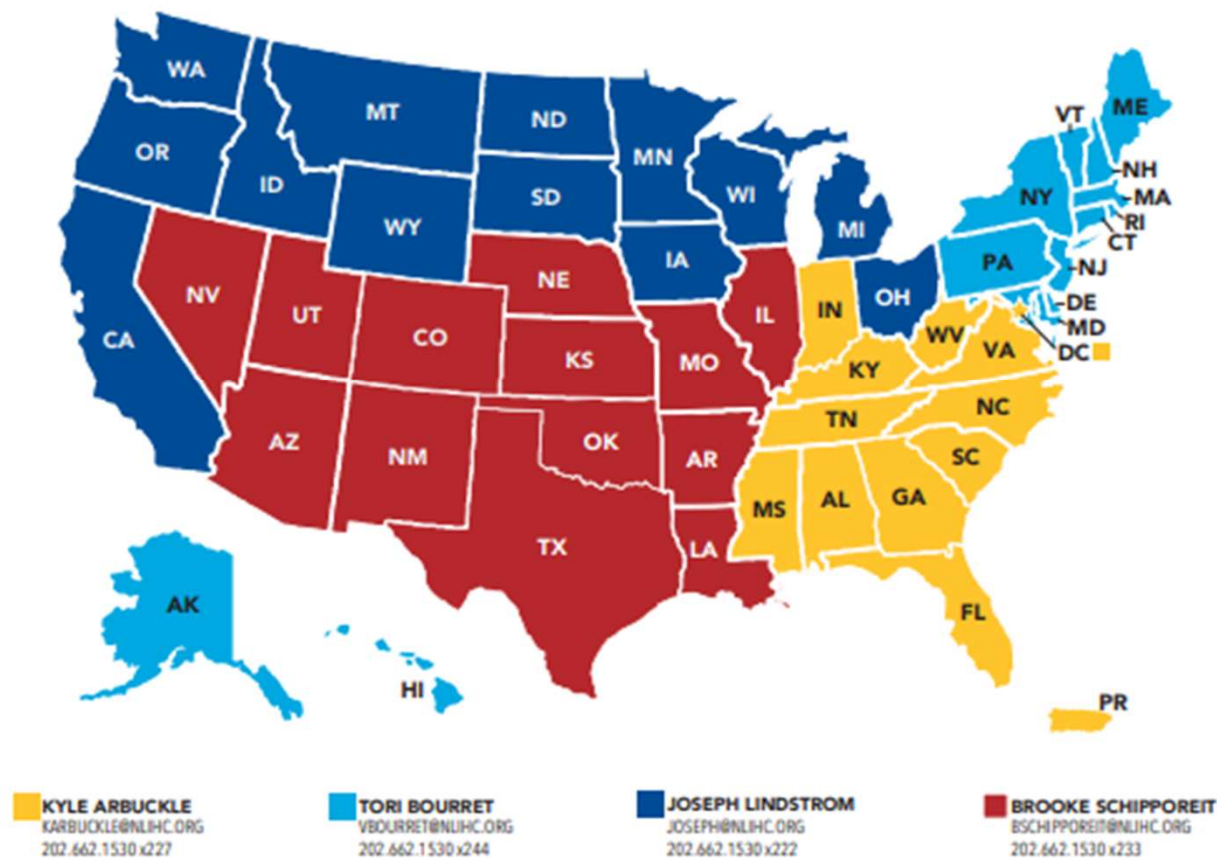 WA
MT
ND
MN
OR
ID
SD
WI
WY
MI
IA
NE
NV
UT
CO
CA
KS
MO
IL
IN
OH
PA
NY
VT
ME
NH
MA
RI
CT
NJ
DE
MD
DC
WV
VA
KY
NC
TN
SC
AZ
NM
OK
AR
MS
AL
GA
TX
LA
FL
AK
HI
PR
KYLE ARBUCKLE
KARBUCKLE@NLIHC.ORG
202.662.1530 x227
TORI BOURRET
VBOURRET@NLIHC.ORG
202.662.1530 x244
JOSEPH LINDSTROM
JOSEPH@NLIHC.ORG
202.662.1530 x222
BROOKE SCHIPPOREIT
BSCHIPPOREIT@NLIHC.ORG
202.662.1530 x233